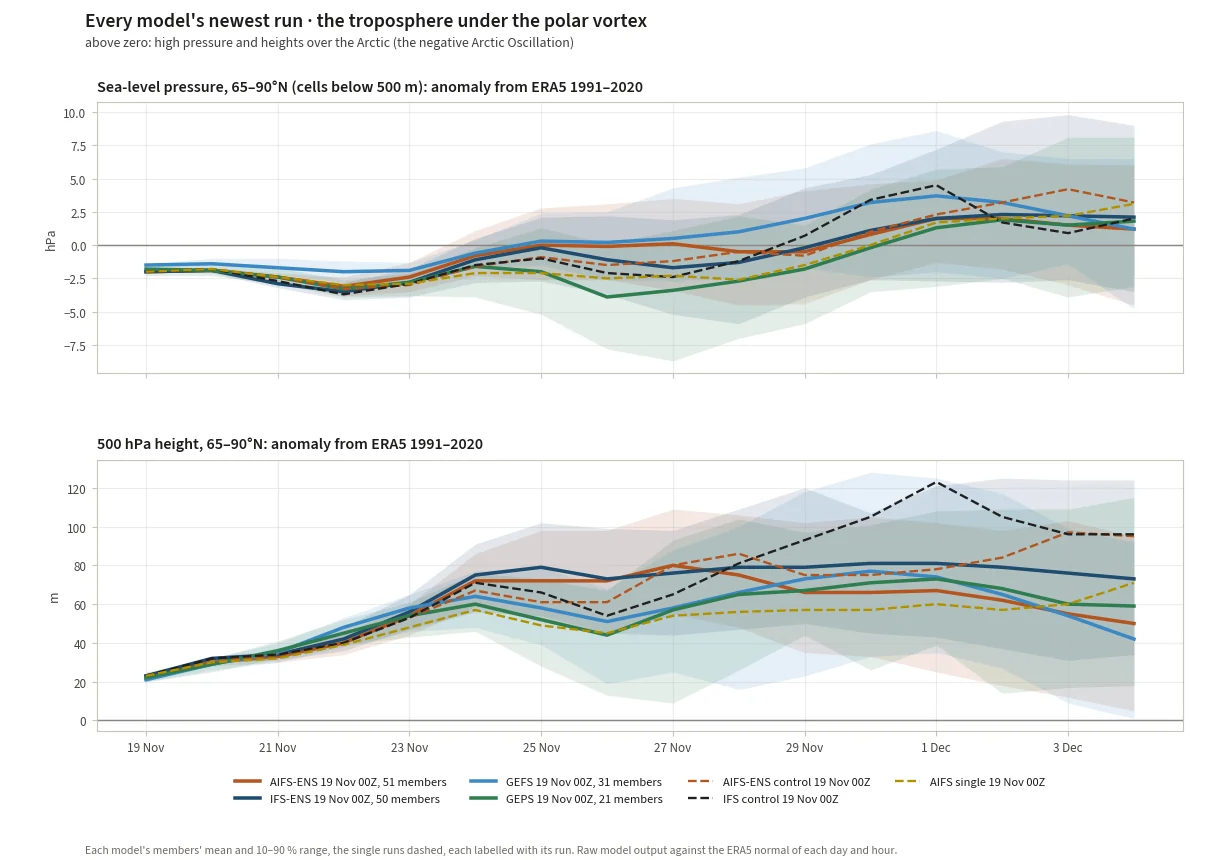 Every model's newest run · the troposphere under the polar vortex
above zero: high pressure and heights over the Arctic (the negative Arctic Oscillation)
Sea-level pressure, 65–90°N (cells below 500 m): anomaly from ERA5 1991–2020
10.0
7.5
5.0
2.5
0.0
−2.5
−5.0
−7.5
hPa
500 hPa height, 65–90°N: anomaly from ERA5 1991–2020
120
100
80
60
40
20
0
m
19 Nov 21 Nov 23 Nov 25 Nov 27 Nov 29 Nov 1 Dec 3 Dec
AIFS-ENS 19 Nov 00Z, 51 members GEFS 19 Nov 00Z, 31 members AIFS-ENS control 19 Nov 00Z AIFS single 19 Nov 00Z
IFS-ENS 19 Nov 00Z, 50 members GEPS 19 Nov 00Z, 21 members IFS control 19 Nov 00Z
Each model's members' mean and 10–90 % range, the single runs dashed, each labelled with its run. Raw model output against the ERA5 normal of each day and hour.